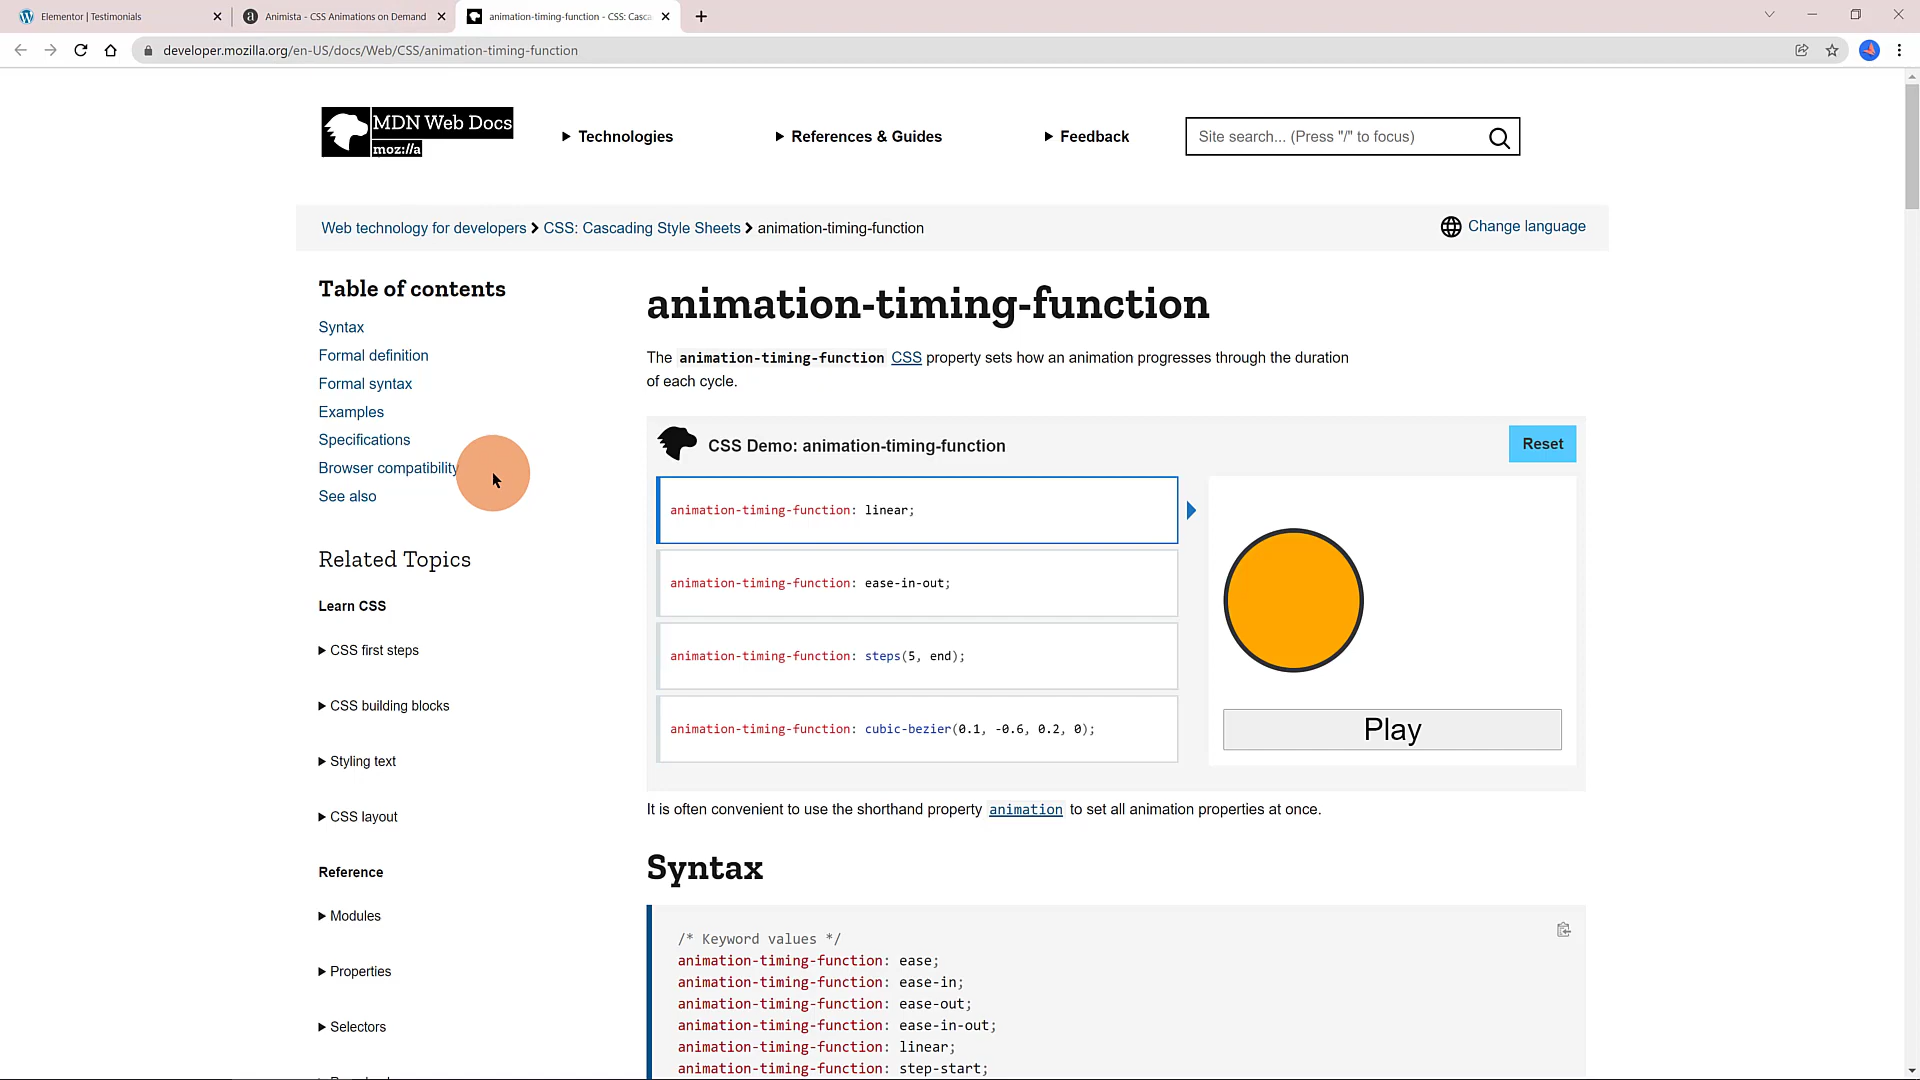 Elementor | Testimonials
Animista - CSS Animations on Demand
animation-timing-function - CSS: Casca
developer.mozilla.org/en-US/docs/Web/CSS/animation-timing-function
MDN Web Docs
moz://a
Technologies
References & Guides
Feedback
Site search... (Press "/" to focus)
Web technology for developers
CSS: Cascading Style Sheets
animation-timing-function
Change language
Table of contents
Syntax
Formal definition
Formal syntax
Examples
Specifications
Browser compatibility
See also
Related Topics
Learn CSS
CSS first steps
CSS building blocks
Styling text
CSS layout
Reference
Modules
Properties
Selectors
animation-timing-function
The animation-timing-function CSS property sets how an animation progresses through the duration
of each cycle.
CSS Demo: animation-timing-function
Reset
animation-timing-function: linear;
animation-timing-function: ease-in-out;
animation-timing-function: steps(5, end);
animation-timing-function: cubic-bezier(0.1, -0.6, 0.2, 0);
Play
It is often convenient to use the shorthand property animation to set all animation properties at once.
Syntax
/* Keyword values */
animation-timing-function: ease;
animation-timing-function: ease-in;
animation-timing-function: ease-out;
animation-timing-function: ease-in-out;
animation-timing-function: linear;
animation-timing-function: step-start;